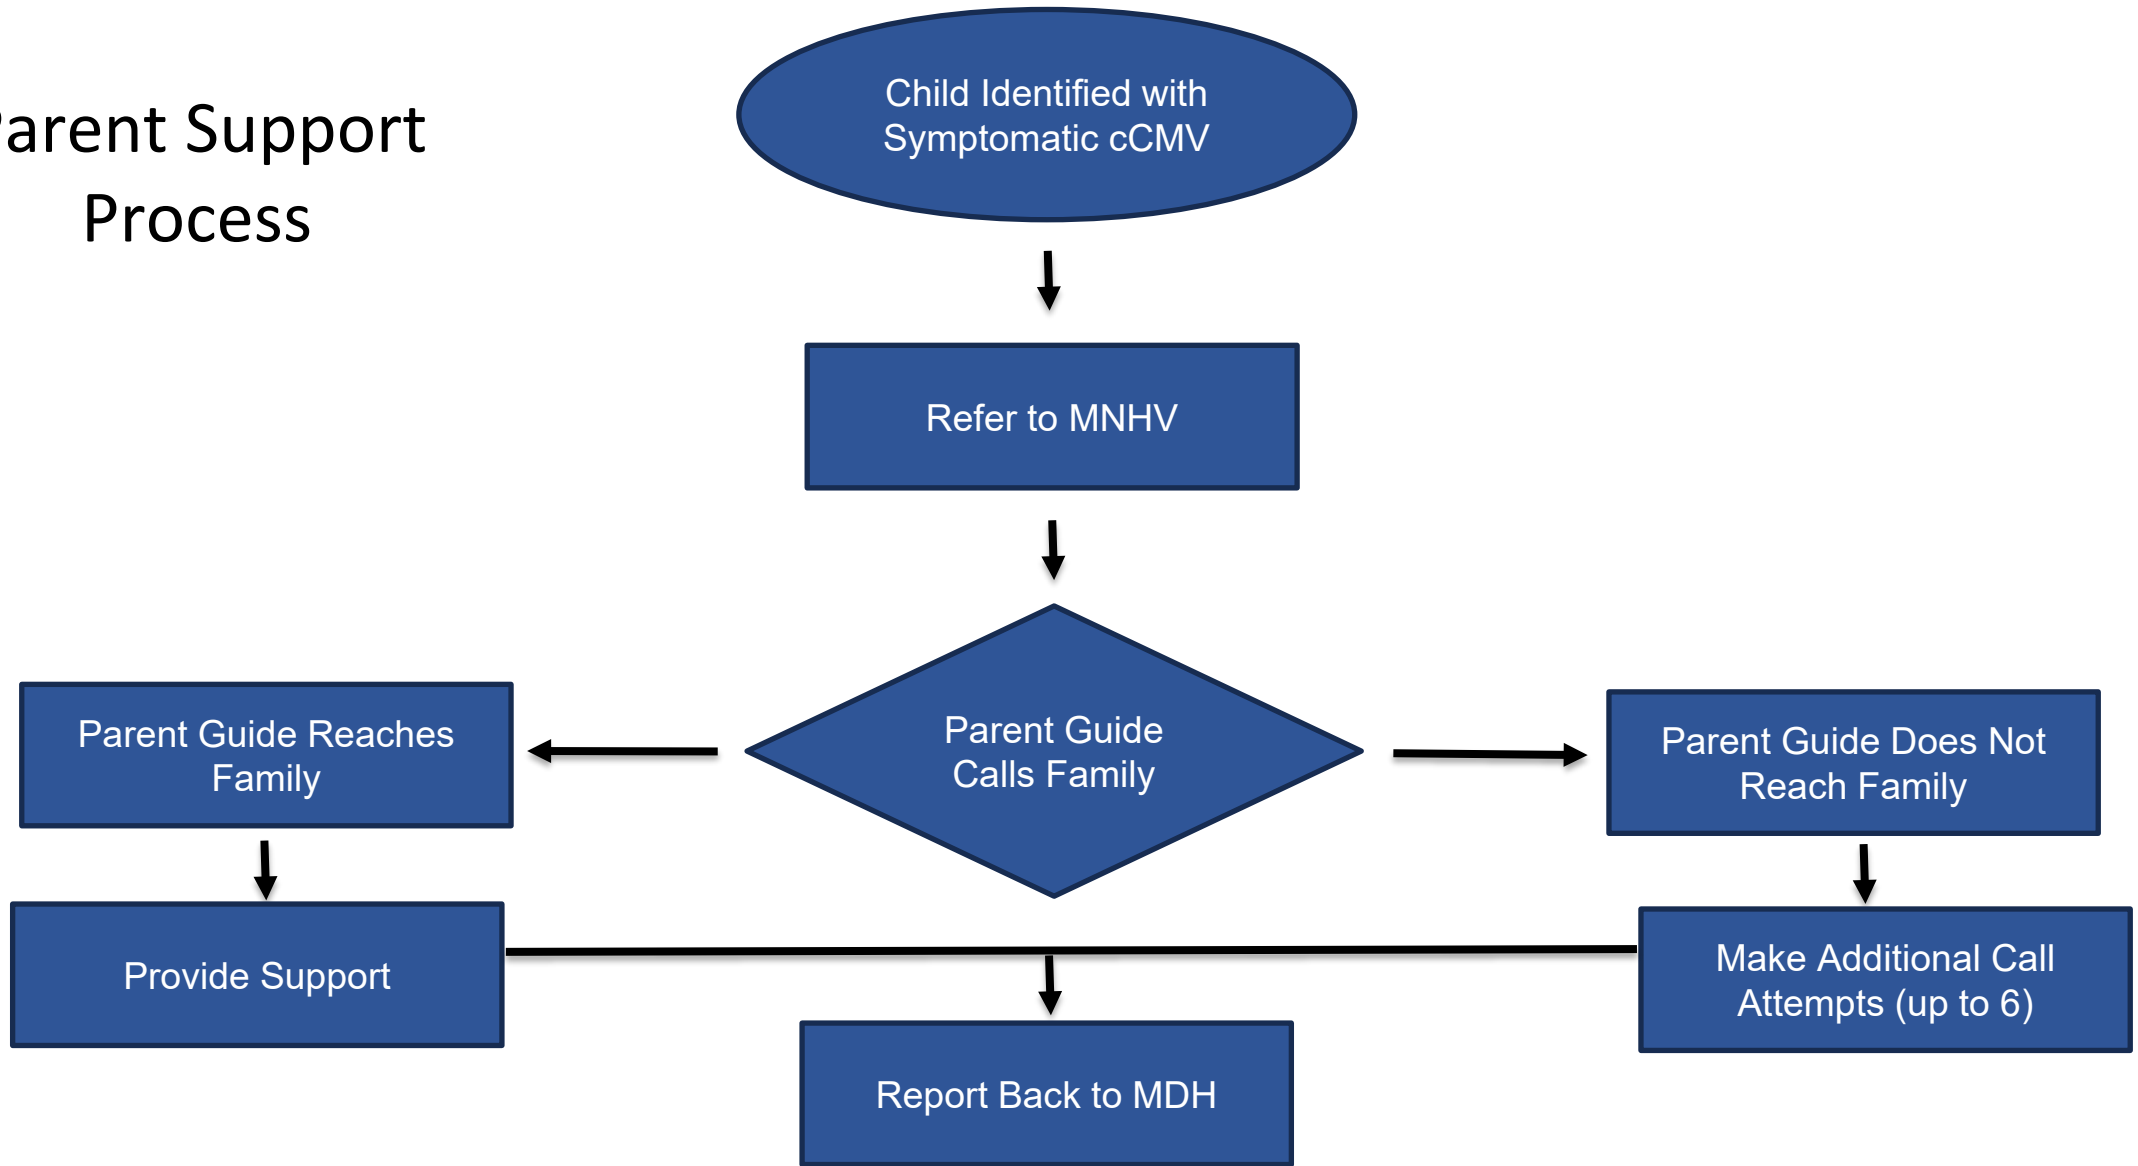 arent Support
Process
Child Identified with
Symptomatic cCMV
Refer to MNHV
Parent Guide
Calls Family
Parent Guide Reaches
Family
Parent Guide Does Not
Reach Family
Provide Support
Make Additional Call
Attempts (up to 6)
Report Back to MDH